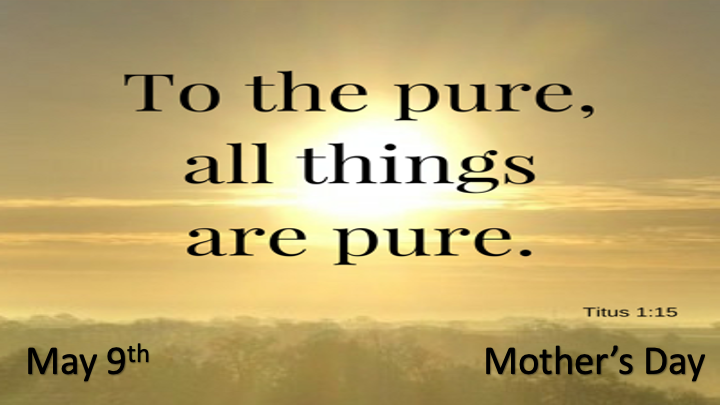 To the pure,
all things
are pure.
Titus 1:15
May 9th
Mother's Day